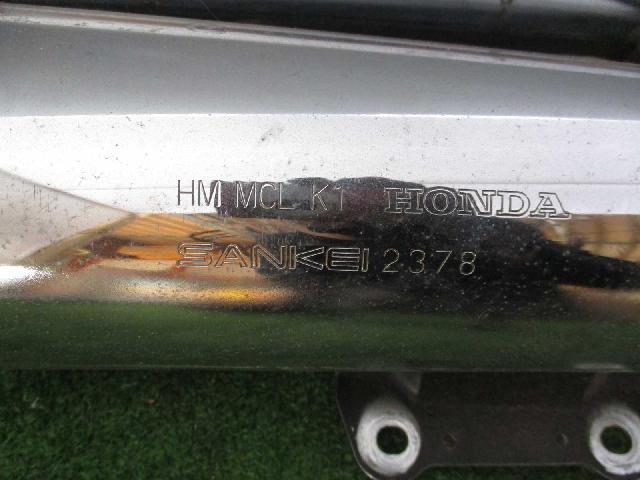 HM MCL K1 HONDA
SANKEI 2378